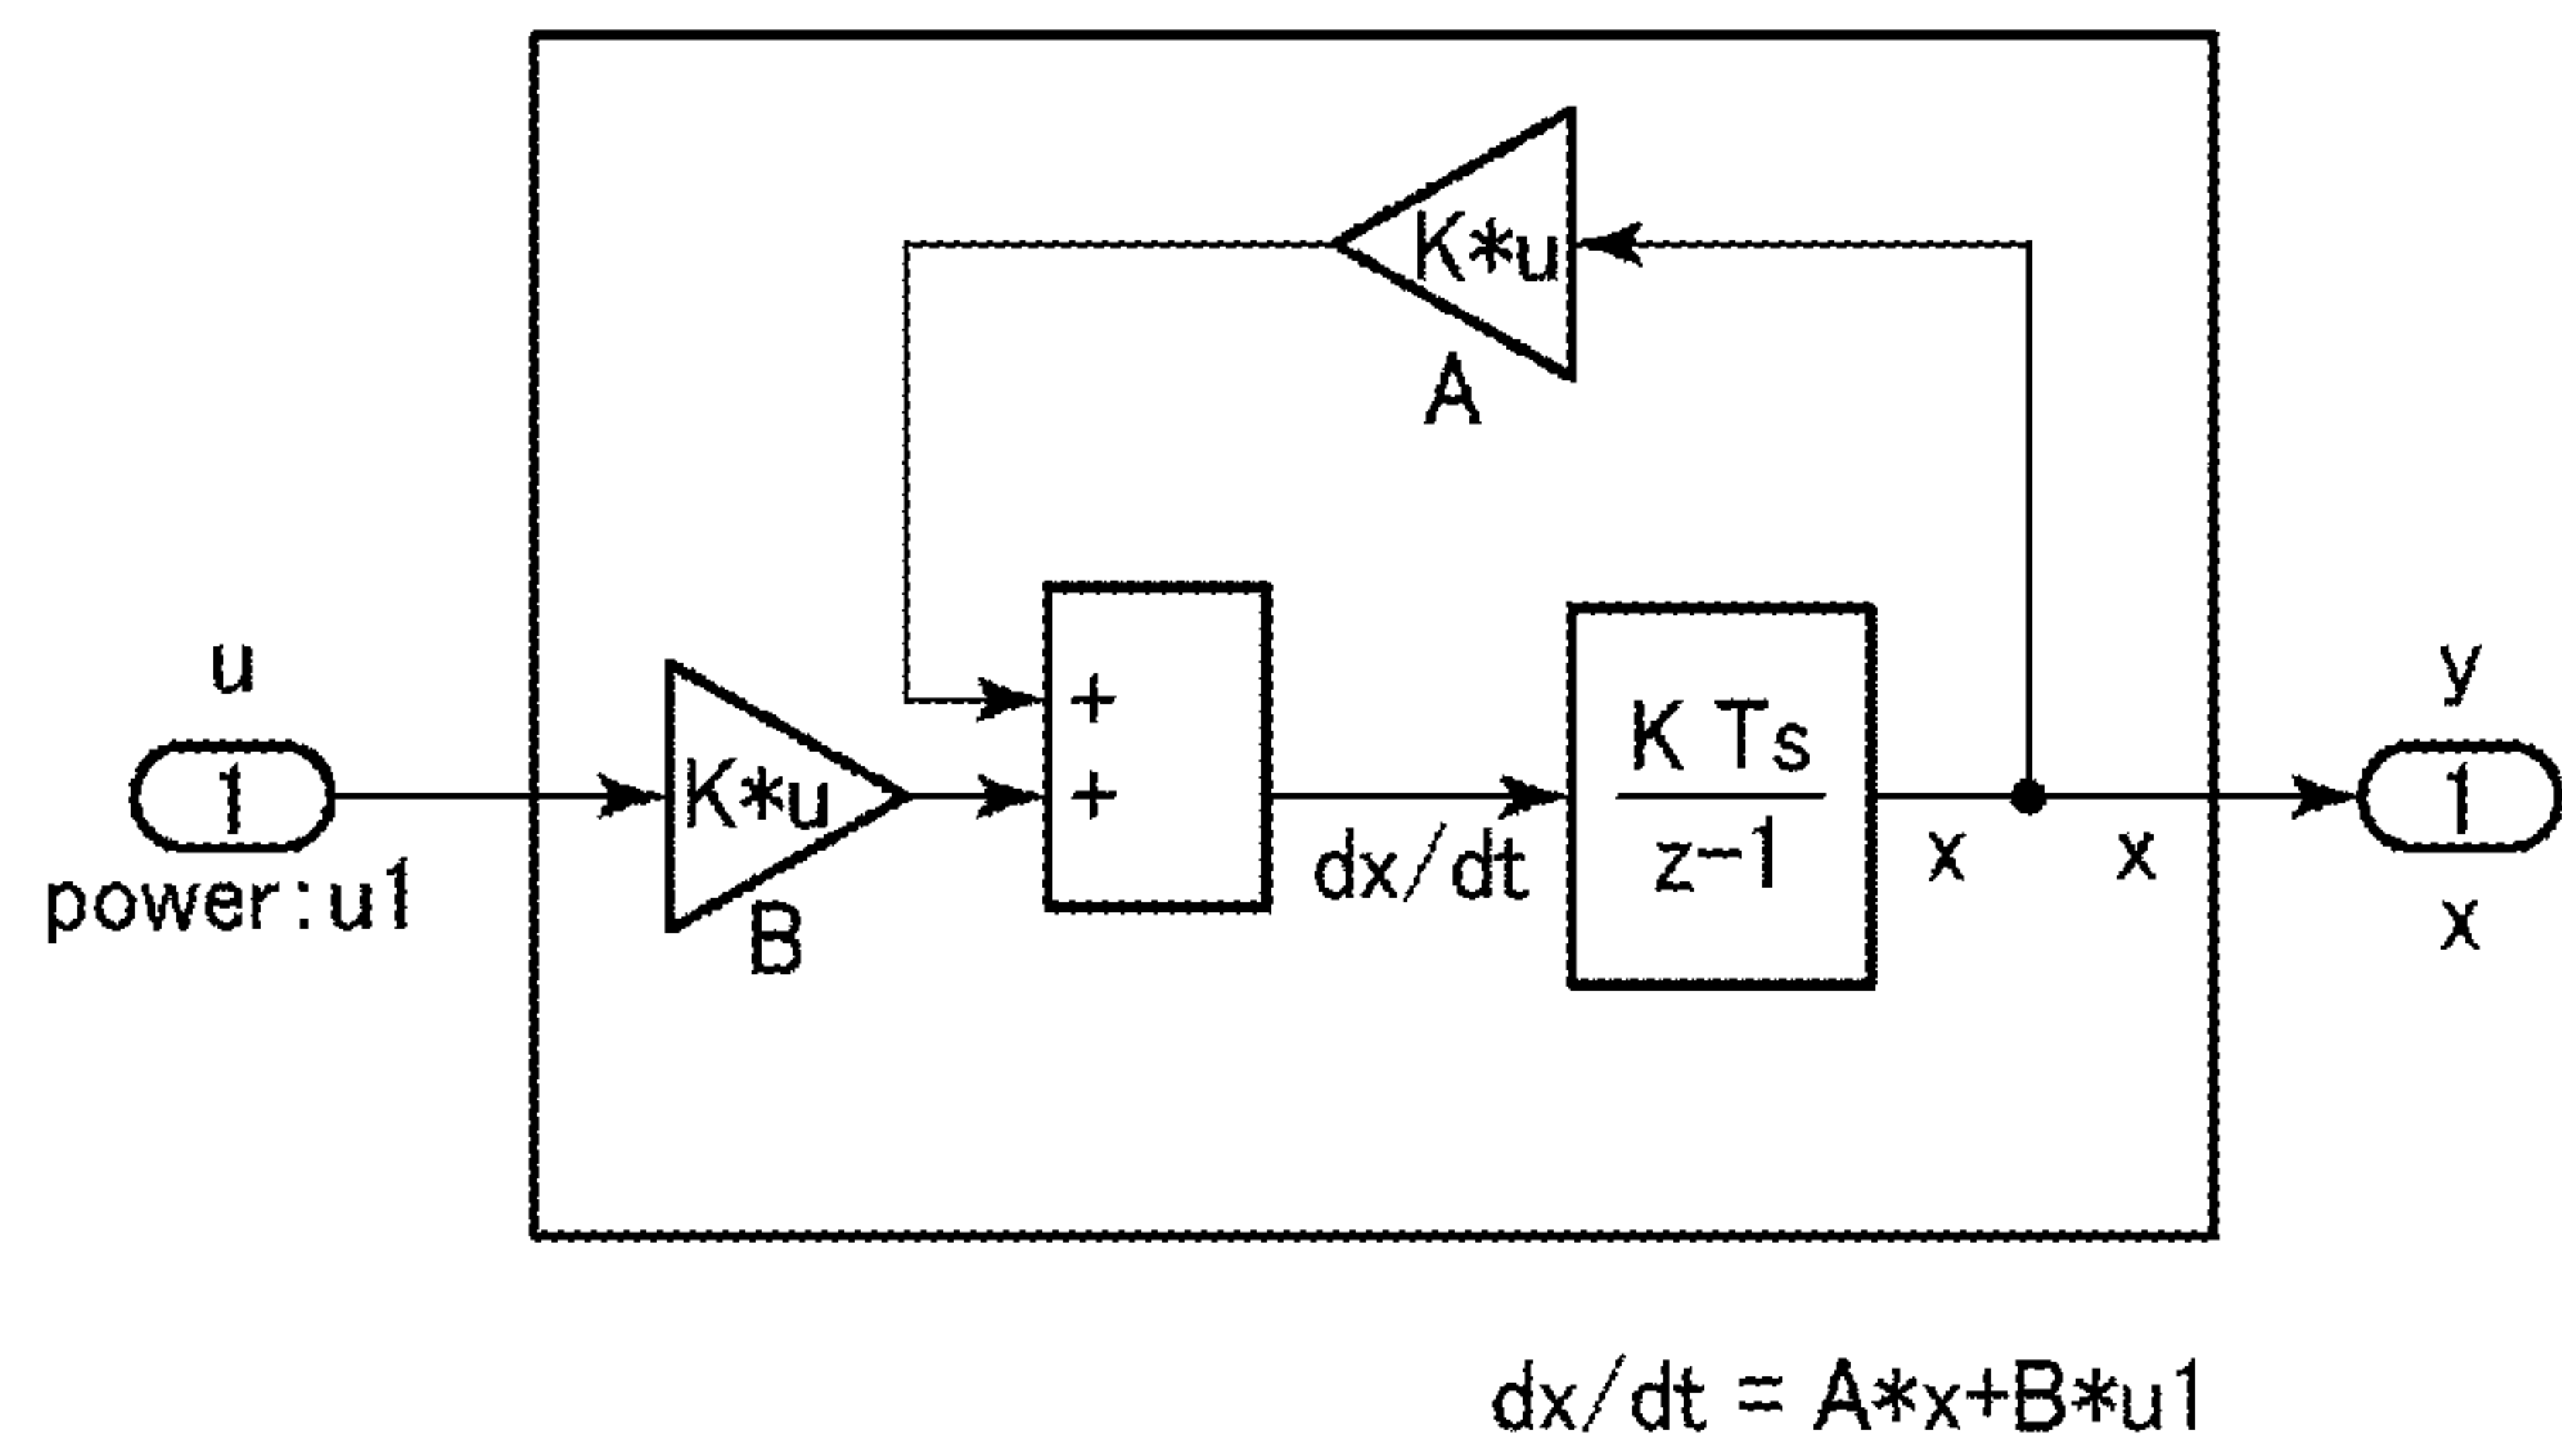 K*u
A
u
1
power:u1
K*u
B
+
+
dx/dt
K Ts
z-1
x
x
y
1
x
dx/dt = A*x+B*u1